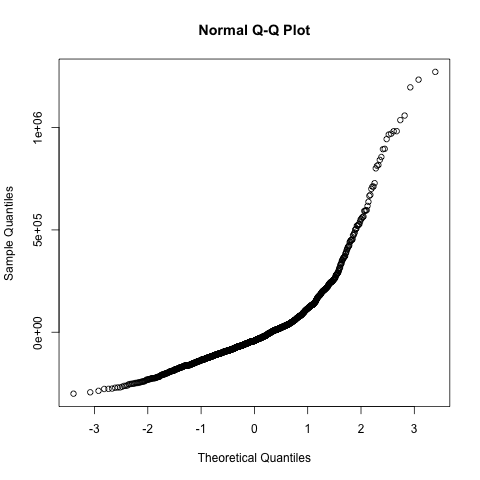 Normal Q-Q Plot
Sample Quantiles
1e+06
5e+05
0e+00
-3 -2 -1 0 1 2 3
Theoretical Quantiles